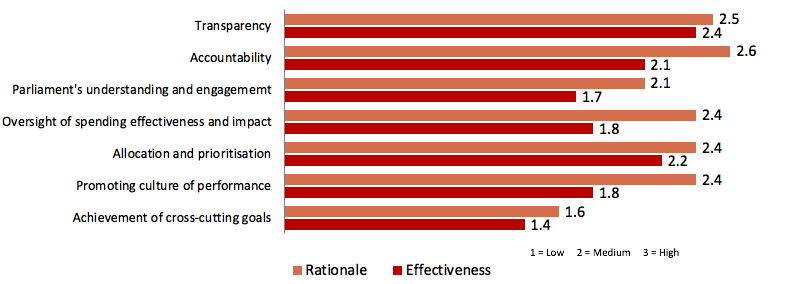 Transparency 2.5
2.4
Accountability 2.6
2.1
Parliament's understanding and engagememt 2.1
1.7
Oversight of spending effectiveness and impact 2.4
1.8
Allocation and prioritisation 2.4
2.2
Promoting culture of performance 2.4
1.8
Achievement of cross-cutting goals 1.6
1.4
1 = Low 2 = Medium 3 = High
Rationale Effectiveness